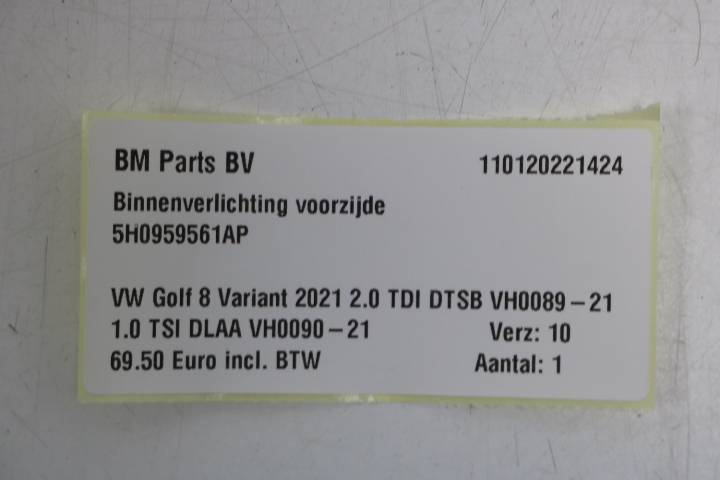 BM Parts BV 110120221424
Binnenverlichting voorzijde
5H0959561AP
VW Golf 8 Variant 2021 2.0 TDI DTSB VH0089-21
1.0 TSI DLAA VH0090-21 Verz: 10
69.50 Euro incl. BTW Aantal: 1